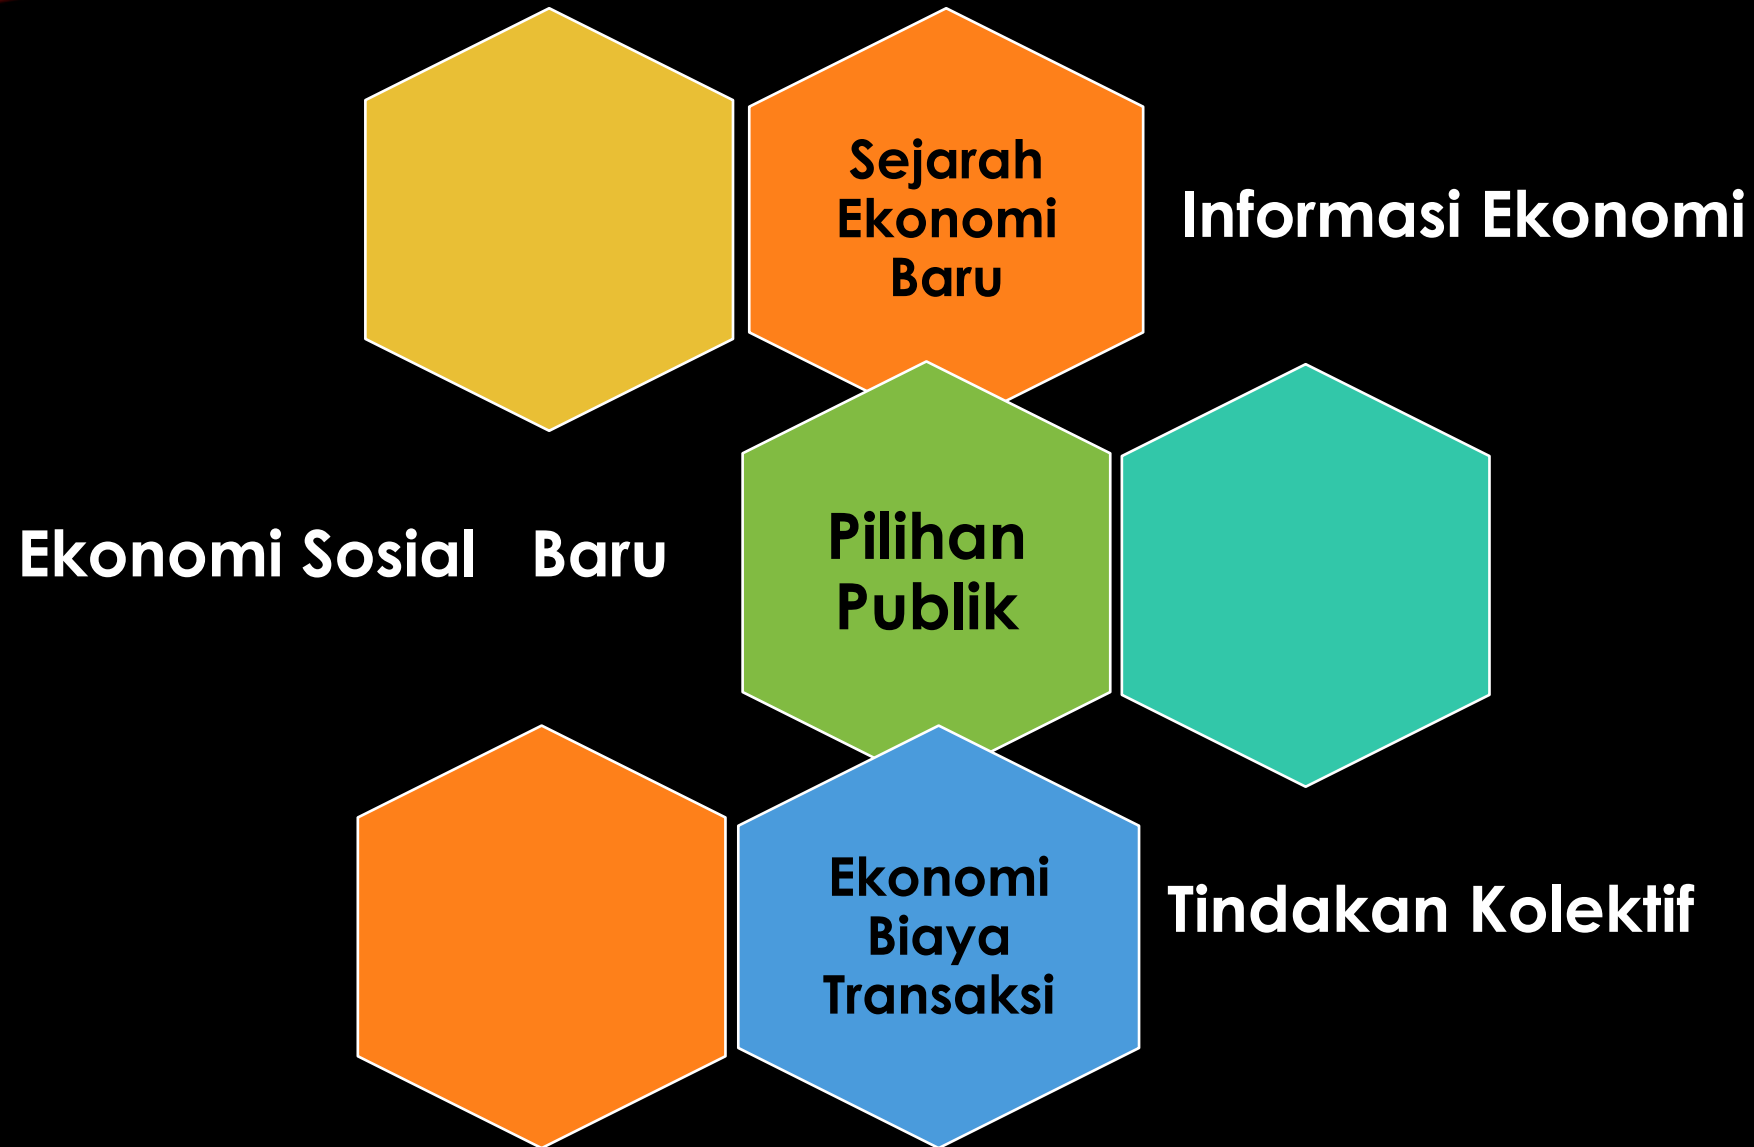 Sejarah
Ekonomi
Baru
Informasi Ekonomi
Ekonomi Sosial Baru
Pilihan
Publik
Ekonomi
Biaya
Transaksi
Tindakan Kolektif